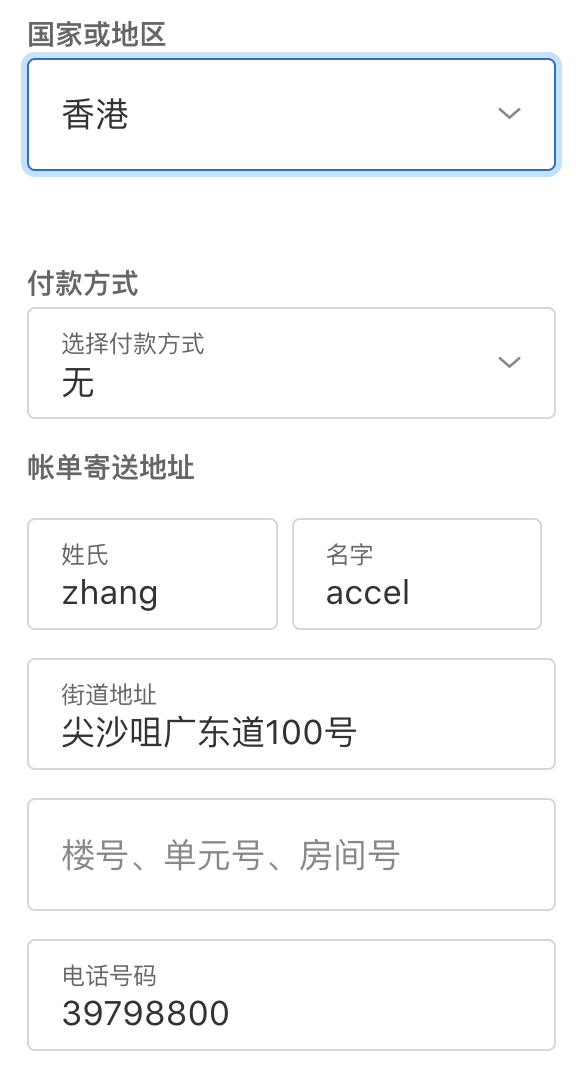 国家或地区
香港
付款方式
选择付款方式
无
帐单寄送地址
姓氏 名字
zhang accel
街道地址
尖沙咀广东道100号
楼号、单元号、房间号
电话号码
39798800